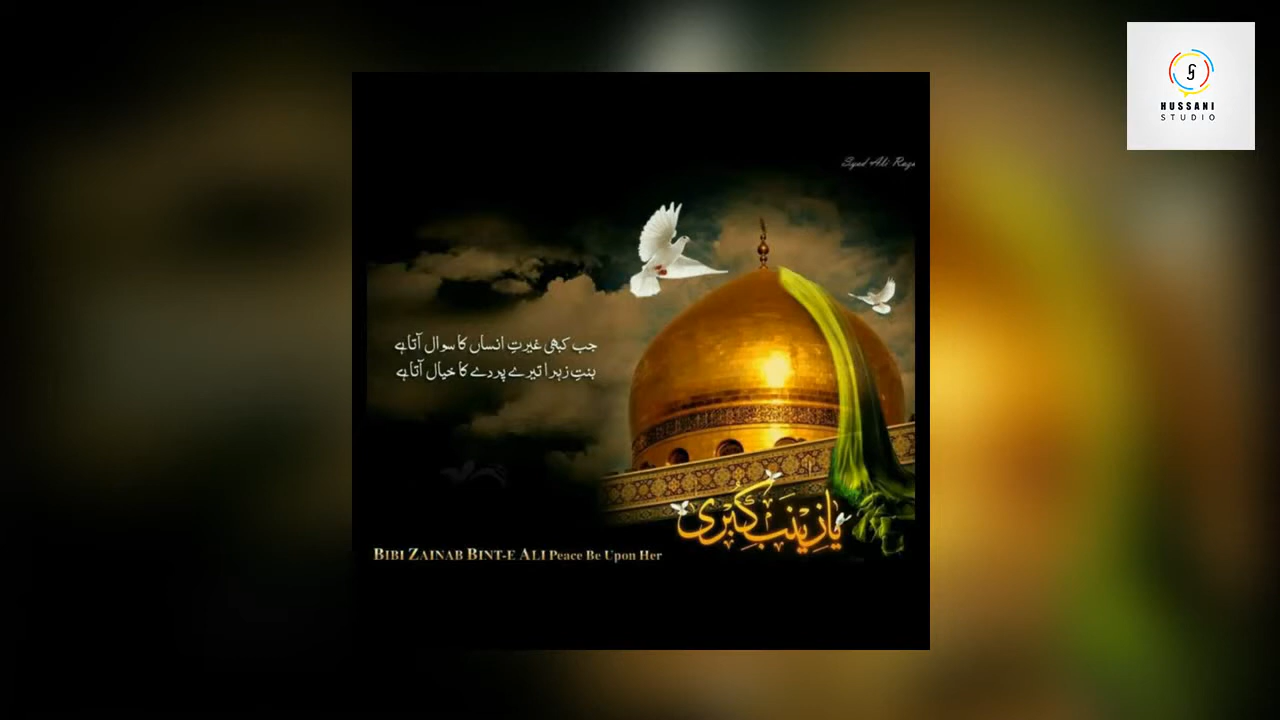 HUSSANI
STUDIO
Syed Ali Raza
جب کبھی غیرتِ انساں کا سوال آتا ہے
بنتِ زہرا تیرے پردے کا خیال آتا ہے
یا زینب کبری
BIBI ZAINAB BINT-E ALI Peace Be Upon Her